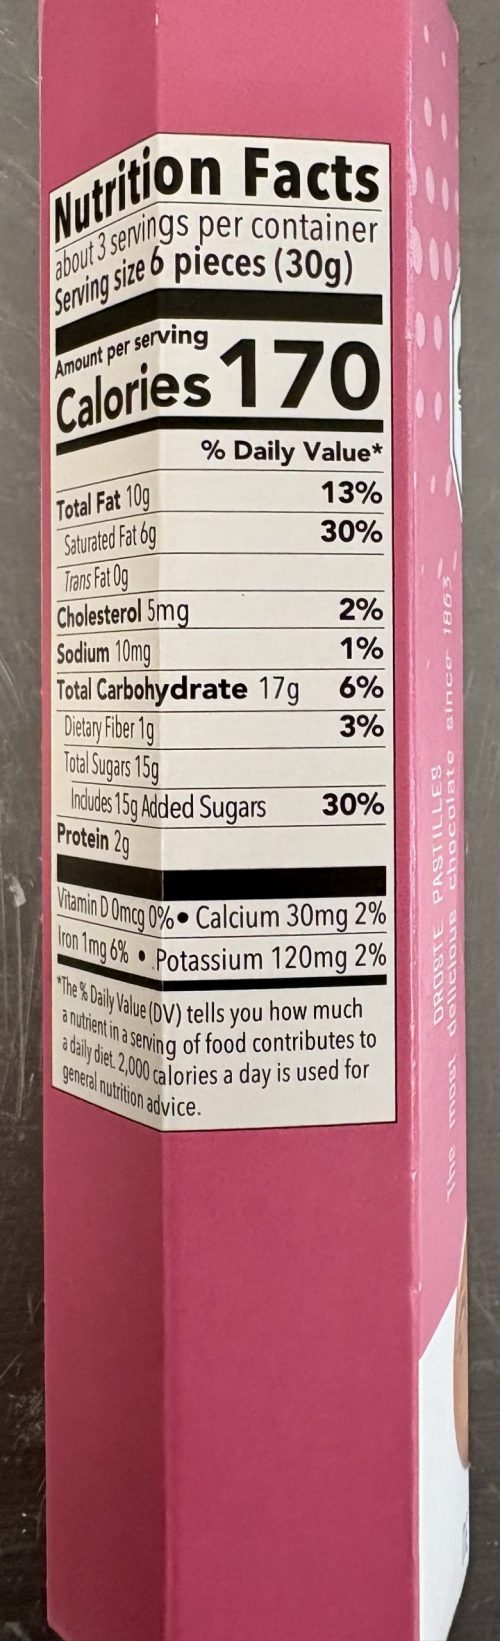 Nutrition Facts
about 3 servings per container
Serving size 6 pieces (30g)
Amount per serving
Calories 170
% Daily Value*
Total Fat 10g 13%
Saturated Fat 6g 30%
Trans Fat 0g
Cholesterol 5mg 2%
Sodium 10mg 1%
Total Carbohydrate 17g 6%
Dietary Fiber 1g 3%
Total Sugars 15g
Includes 15g Added Sugars 30%
Protein 2g
Vitamin D 0mcg 0% • Calcium 30mg 2%
Iron 1mg 6% • Potassium 120mg 2%
*The % Daily Value (DV) tells you how much
a nutrient in a serving of food contributes to
a daily diet. 2,000 calories a day is used for
general nutrition advice.
DROSTE PASTILLES
The most delicious chocolate since 1863